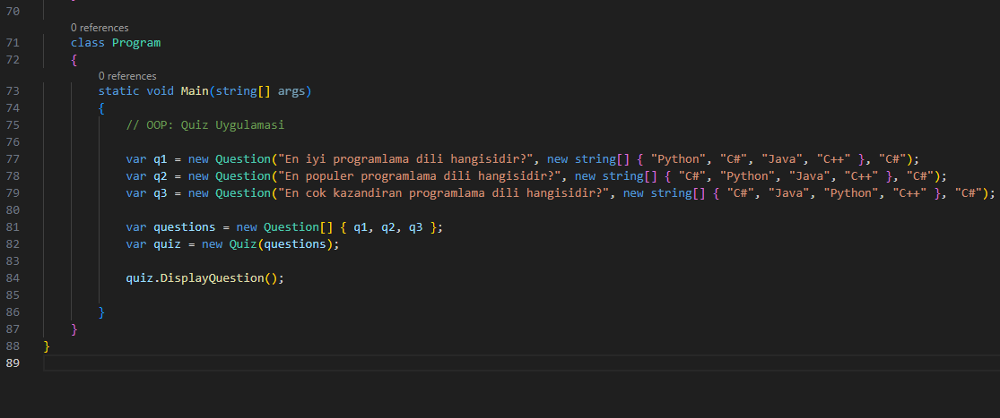 70
0 references
71 class Program
72 {
0 references
73 static void Main(string[] args)
74 {
75 // OOP: Quiz Uygulamasi
76
77 var q1 = new Question("En iyi programlama dili hangisidir?", new string[] { "Python", "C#", "Java", "C++" }, "C#");
78 var q2 = new Question("En populer programlama dili hangisidir?", new string[] { "C#", "Python", "Java", "C++" }, "C#");
79 var q3 = new Question("En cok kazandiran programlama dili hangisidir?", new string[] { "C#", "Java", "Python", "C++" }, "C#");
80
81 var questions = new Question[] { q1, q2, q3 };
82 var quiz = new Quiz(questions);
83
84 quiz.DisplayQuestion();
85
86 }
87 }
88 }
89